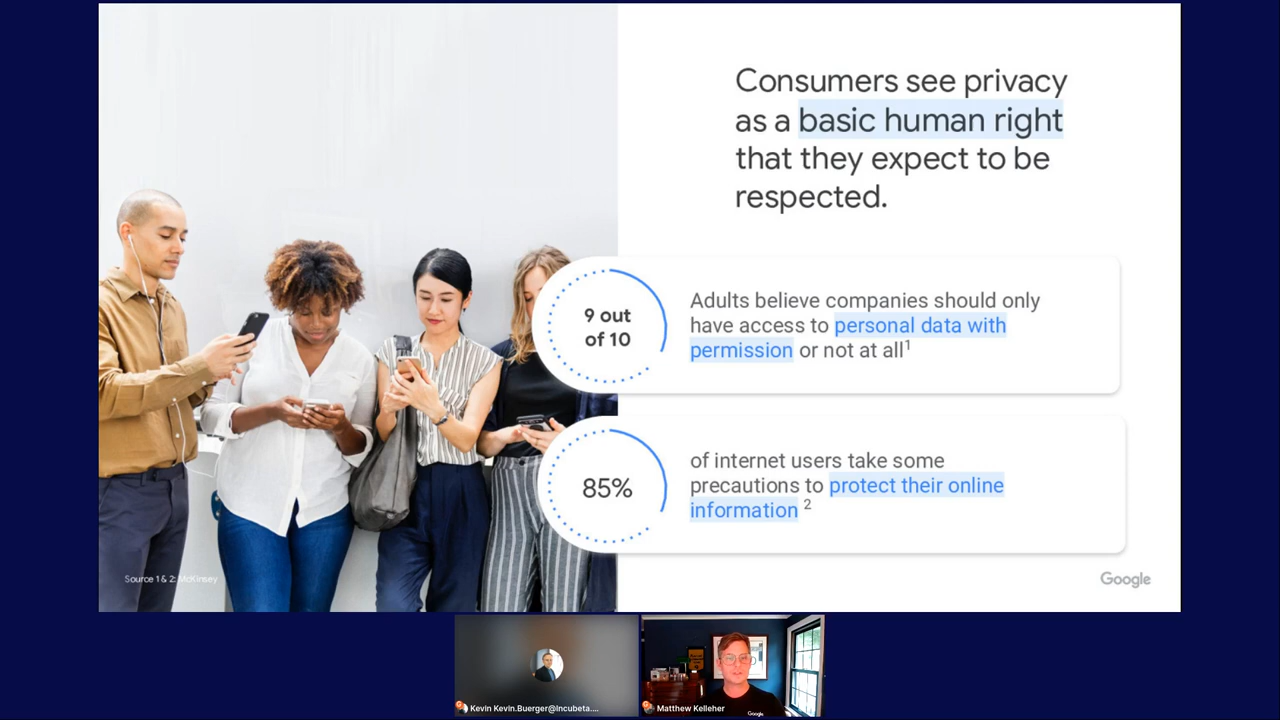 Consumers see privacy
as a basic human right
that they expect to be
respected.
9 out
of 10
Adults believe companies should only
have access to personal data with
permission or not at all1
85%
of internet users take some
precautions to protect their online
information 2
Source 1 & 2: McKinsey
Google
Kevin Kevin.Buerger@Incubeta....
Matthew Kelleher
Google